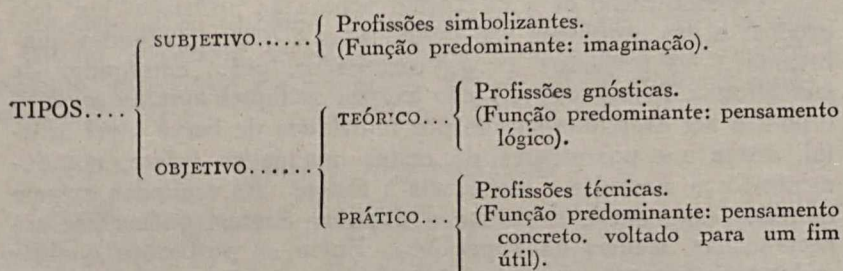 SUBJETIVO...... Profissões simbolizantes.
(Função predominante: imaginação).
TIPOS....
TEÓRICO... Profissões gnósticas.
(Função predominante: pensamento
lógico).
OBJETIVO......
PRÁTICO... Profissões técnicas.
(Função predominante: pensamento
concreto. voltado para um fim
útil).